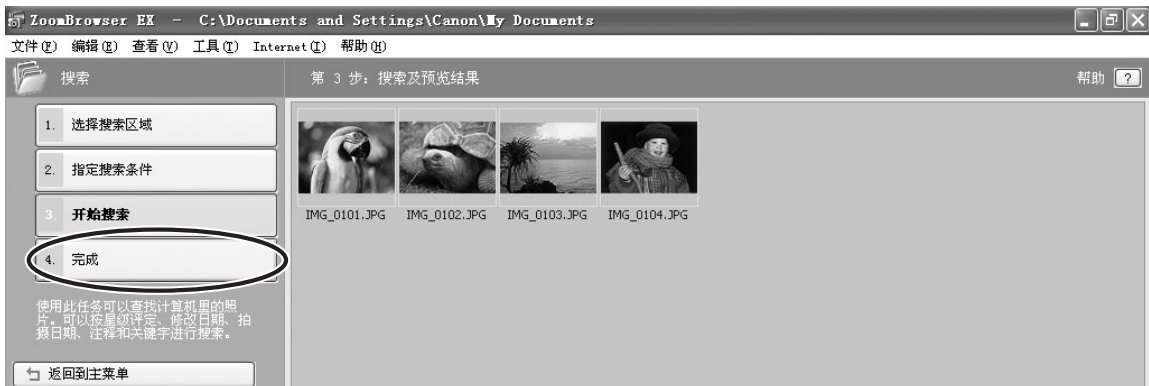 ZoomBrowser EX - C:\Documents and Settings\Canon\My Documents
文件(F) 编辑(E) 查看(V) 工具(T) Internet(I) 帮助(H)
搜索
第 3 步: 搜索及预览结果
帮助 ?
1. 选择搜索区域
2. 指定搜索条件
3. 开始搜索
4. 完成
使用此任务可以查找计算机里的照
片。可以按星级评定、修改日期、拍
摄日期、注释和关键字进行搜索。
返回到主菜单
IMG_0101.JPG IMG_0102.JPG IMG_0103.JPG IMG_0104.JPG